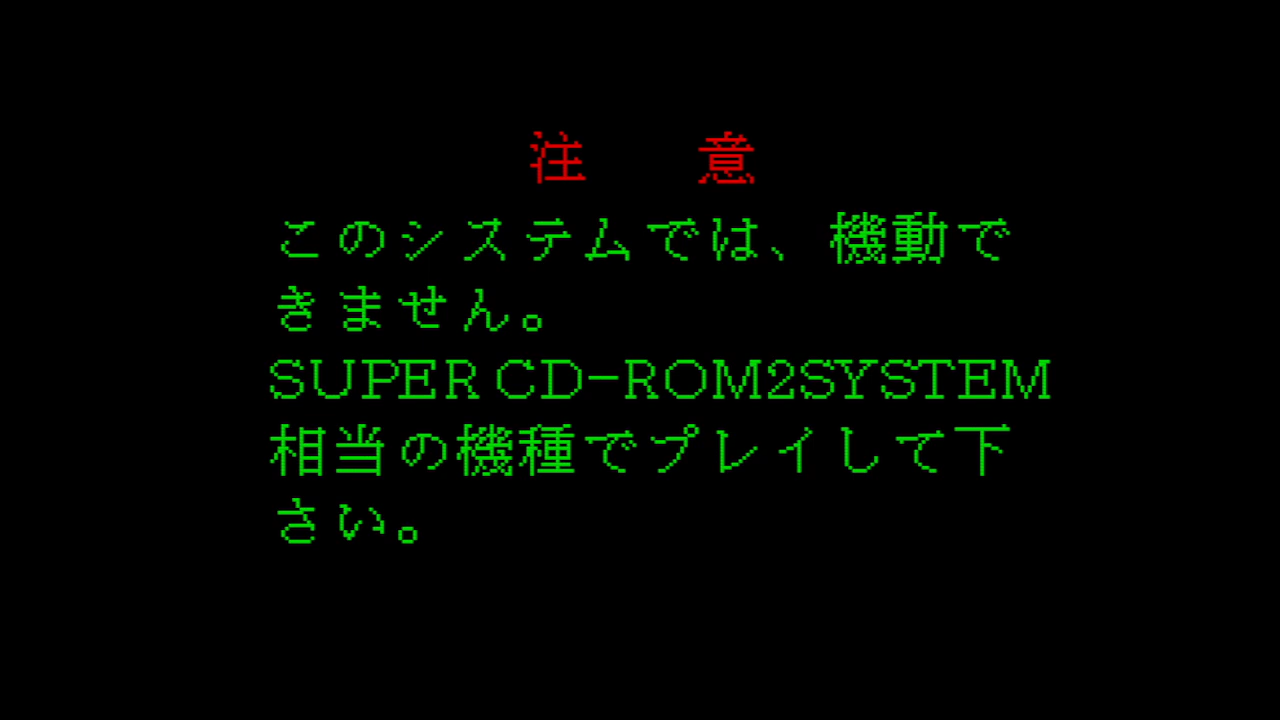 注 意
このシステムでは、機動で
きません。
SUPER CD-ROM2SYSTEM
相当の機種でプレイして下
さい。